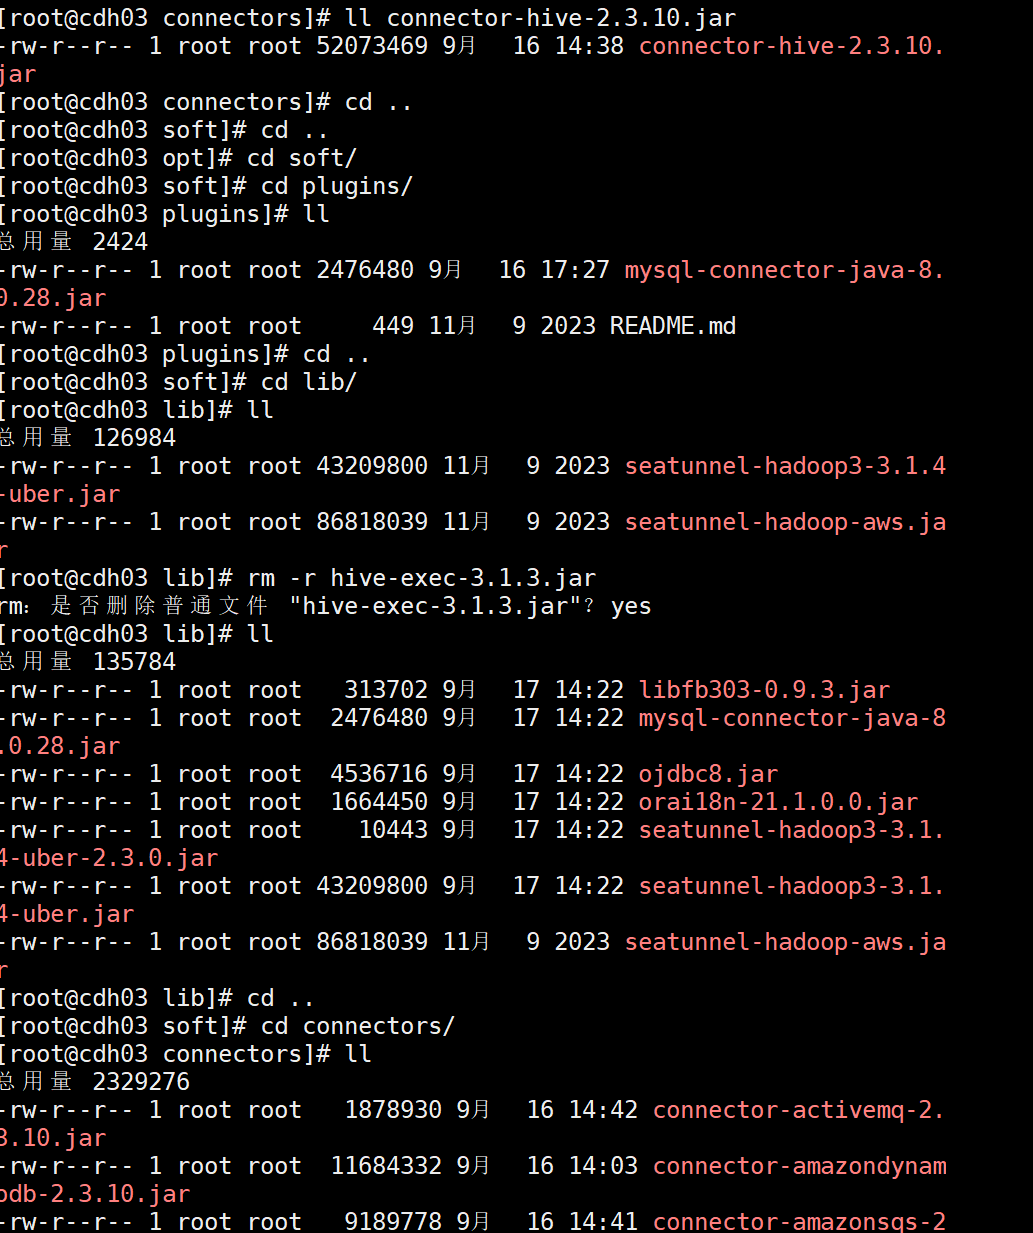 [root@cdh03 connectors]# ll connector-hive-2.3.10.jar
-rw-r--r-- 1 root root 52073469 9月   16 14:38 connector-hive-2.3.10.
jar
[root@cdh03 connectors]# cd ..
[root@cdh03 soft]# cd ..
[root@cdh03 opt]# cd soft/
[root@cdh03 soft]# cd plugins/
[root@cdh03 plugins]# ll
总用量 2424
-rw-r--r-- 1 root root 2476480 9月   16 17:27 mysql-connector-java-8.
0.28.jar
-rw-r--r-- 1 root root     449 11月   9 2023 README.md
[root@cdh03 plugins]# cd ..
[root@cdh03 soft]# cd lib/
[root@cdh03 lib]# ll
总用量 126984
-rw-r--r-- 1 root root 43209800 11月   9 2023 seatunnel-hadoop3-3.1.4
-uber.jar
-rw-r--r-- 1 root root 86818039 11月   9 2023 seatunnel-hadoop-aws.ja
r
[root@cdh03 lib]# rm -r hive-exec-3.1.3.jar
rm：是否删除普通文件 "hive-exec-3.1.3.jar"？yes
[root@cdh03 lib]# ll
总用量 135784
-rw-r--r-- 1 root root   313702 9月   17 14:22 libfb303-0.9.3.jar
-rw-r--r-- 1 root root  2476480 9月   17 14:22 mysql-connector-java-8
.0.28.jar
-rw-r--r-- 1 root root  4536716 9月   17 14:22 ojdbc8.jar
-rw-r--r-- 1 root root  1664450 9月   17 14:22 orai18n-21.1.0.0.jar
-rw-r--r-- 1 root root    10443 9月   17 14:22 seatunnel-hadoop3-3.1.
4-uber-2.3.0.jar
-rw-r--r-- 1 root root 43209800 9月   17 14:22 seatunnel-hadoop3-3.1.
4-uber.jar
-rw-r--r-- 1 root root 86818039 11月   9 2023 seatunnel-hadoop-aws.ja
r
[root@cdh03 lib]# cd ..
[root@cdh03 soft]# cd connectors/
[root@cdh03 connectors]# ll
总用量 2329276
-rw-r--r-- 1 root root   1878930 9月   16 14:42 connector-activemq-2.
3.10.jar
-rw-r--r-- 1 root root  11684332 9月   16 14:03 connector-amazondynam
odb-2.3.10.jar
-rw-r--r-- 1 root root   9189778 9月   16 14:41 connector-amazonsqs-2